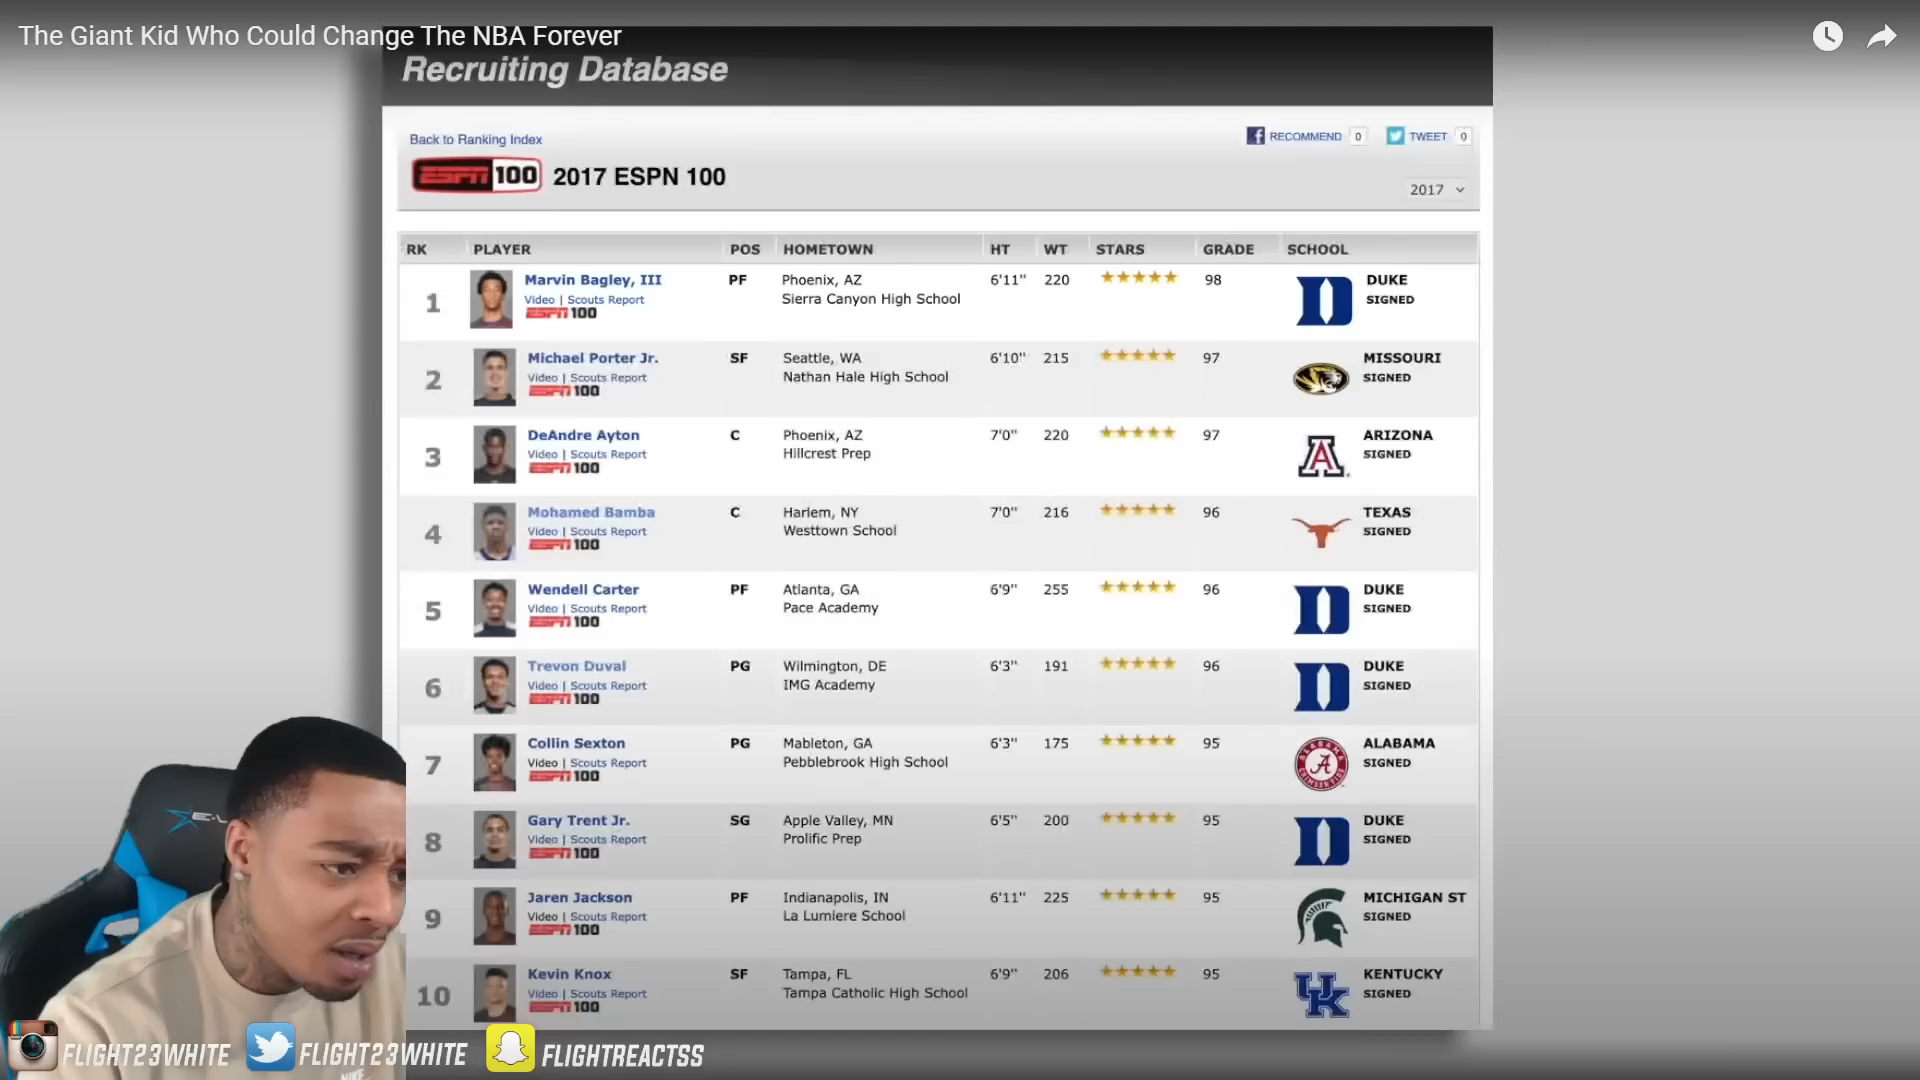 The Giant Kid Who Could Change The NBA Forever
Recruiting Database
Back to Ranking Index
RECOMMEND 0 TWEET 0
ESPN 100 2017 ESPN 100
2017
RK PLAYER POS HOMETOWN HT WT STARS GRADE SCHOOL
1 Marvin Bagley, III PF Phoenix, AZ 6'11" 220 98 DUKE
Video | Scouts Report Sierra Canyon High School SIGNED
ESPN 100
2 Michael Porter Jr. SF Seattle, WA 6'10" 215 97 MISSOURI
Video | Scouts Report Nathan Hale High School SIGNED
ESPN 100
3 DeAndre Ayton C Phoenix, AZ 7'0" 220 97 ARIZONA
Video | Scouts Report Hillcrest Prep SIGNED
ESPN 100
4 Mohamed Bamba C Harlem, NY 7'0" 216 96 TEXAS
Video | Scouts Report Westtown School SIGNED
ESPN 100
5 Wendell Carter PF Atlanta, GA 6'9" 255 96 DUKE
Video | Scouts Report Pace Academy SIGNED
ESPN 100
6 Trevon Duval PG Wilmington, DE 6'3" 191 96 DUKE
Video | Scouts Report IMG Academy SIGNED
ESPN 100
7 Collin Sexton PG Mableton, GA 6'3" 175 95 ALABAMA
Video | Scouts Report Pebblebrook High School SIGNED
ESPN 100
8 Gary Trent Jr. SG Apple Valley, MN 6'5" 200 95 DUKE
Video | Scouts Report Prolific Prep SIGNED
ESPN 100
9 Jaren Jackson PF Indianapolis, IN 6'11" 225 95 MICHIGAN ST
Video | Scouts Report La Lumiere School SIGNED
ESPN 100
10 Kevin Knox SF Tampa, FL 6'9" 206 95 KENTUCKY
Video | Scouts Report Tampa Catholic High School SIGNED
ESPN 100
FLIGHT23WHITE FLIGHT23WHITE FLIGHTREACTSS